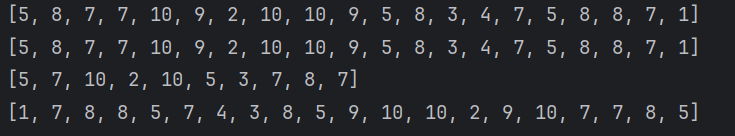 [5, 8, 7, 7, 10, 9, 2, 10, 10, 9, 5, 8, 3, 4, 7, 5, 8, 8, 7, 1]
[5, 8, 7, 7, 10, 9, 2, 10, 10, 9, 5, 8, 3, 4, 7, 5, 8, 8, 7, 1]
[5, 7, 10, 2, 10, 5, 3, 7, 8, 7]
[1, 7, 8, 8, 5, 7, 4, 3, 8, 5, 9, 10, 10, 2, 9, 10, 7, 7, 8, 5]